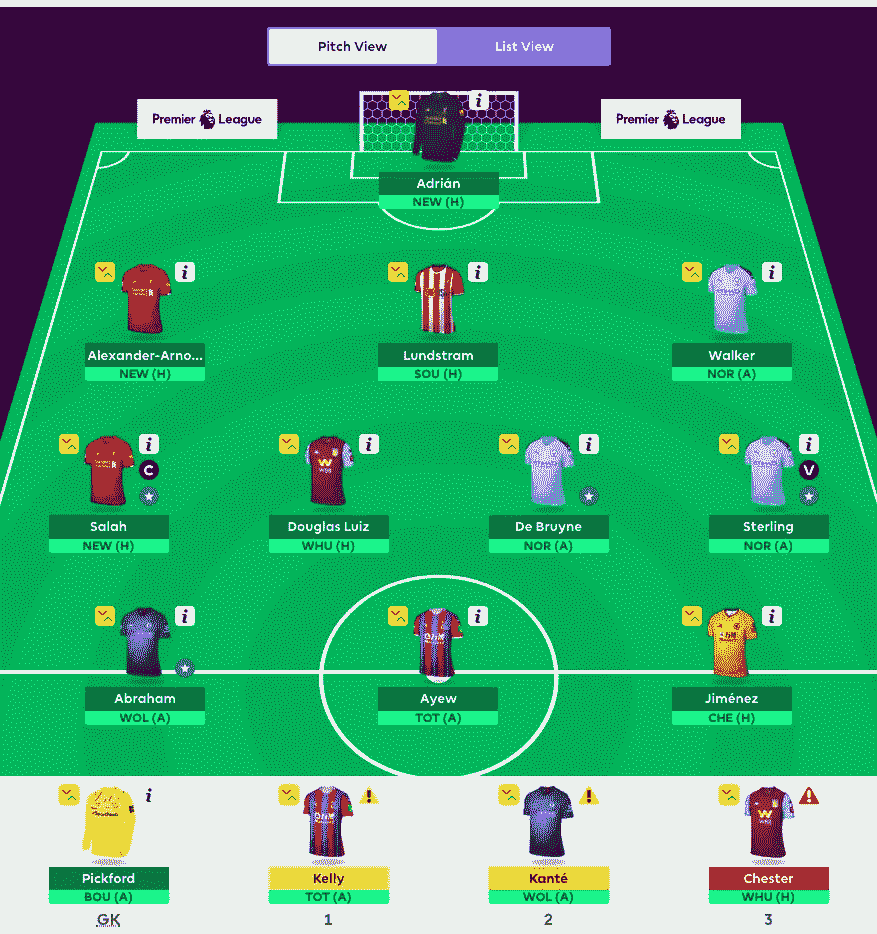 Pitch View
List View
Premier League
Premier League
i
Adrián
NEW (H)
i
i
i
Alexander-Arno...
Lundstram
Walker
NEW (H)
SOU (H)
NOR (A)
i
i
i
i
C
V
Salah
Douglas Luiz
De Bruyne
Sterling
NEW (H)
WHU (H)
NOR (A)
NOR (A)
i
i
i
Abraham
Ayew
Jiménez
WOL (A)
TOT (A)
CHE (H)
i
!
!
!
Pickford
Kelly
Kanté
Chester
BOU (A)
TOT (A)
WOL (A)
WHU (H)
GK
1
2
3